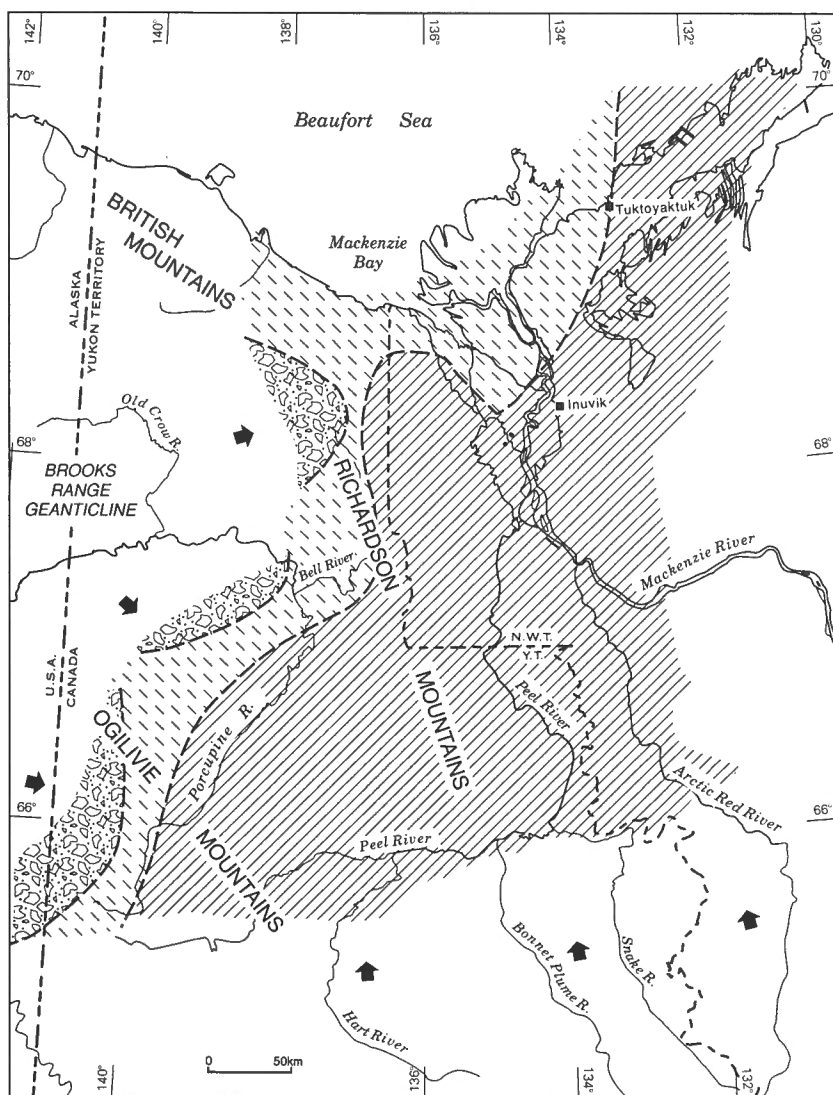 142°
140°
138°
136°
134°
132°
130°
70°
70°
Beaufort Sea
Tuktoyaktuk
BRITISH
MOUNTAINS
Mackenzie
Bay
ALASKA
YUKON TERRITORY
Inuvik
Old Crow R.
68°
68°
BROOKS
RANGE
GEANTICLINE
RICHARDSON
MOUNTAINS
Bell River
Mackenzie River
N.W.T.
Y.T.
U.S.A.
CANADA
OGILIVIE
MOUNTAINS
Porcupine R.
Peel River
Arctic Red River
66°
66°
Peel River
Bonnet Plume R.
Snake R.
Hart River
0 50km
140°
136°
134°
132°